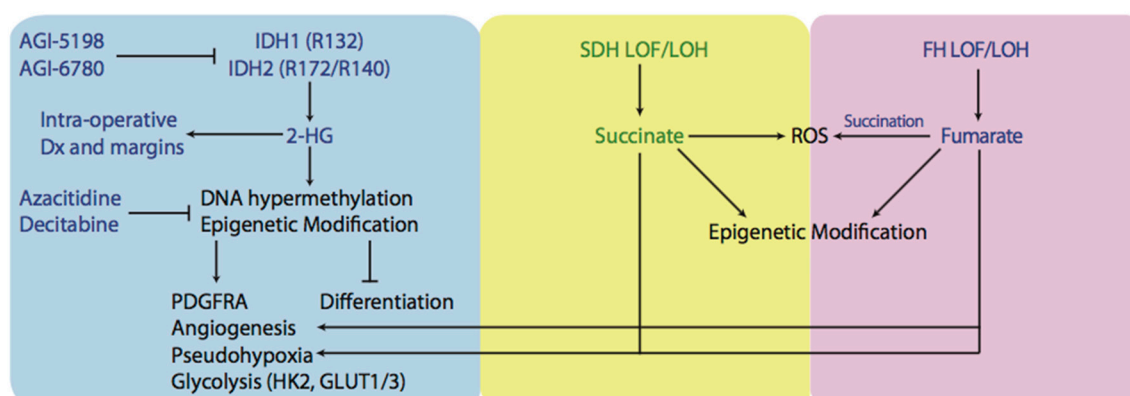 AGI-5198
AGI-6780
IDH1 (R132)
IDH2 (R172/R140)
Intra-operative
Dx and margins
2-HG
Azacitidine
Decitabine
DNA hypermethylation
Epigenetic Modification
PDGFRA
Angiogenesis
Pseudohypoxia
Glycolysis (HK2, GLUT1/3)
Differentiation
SDH LOF/LOH
Succinate
ROS
Succination
Epigenetic Modification
FH LOF/LOH
Fumarate